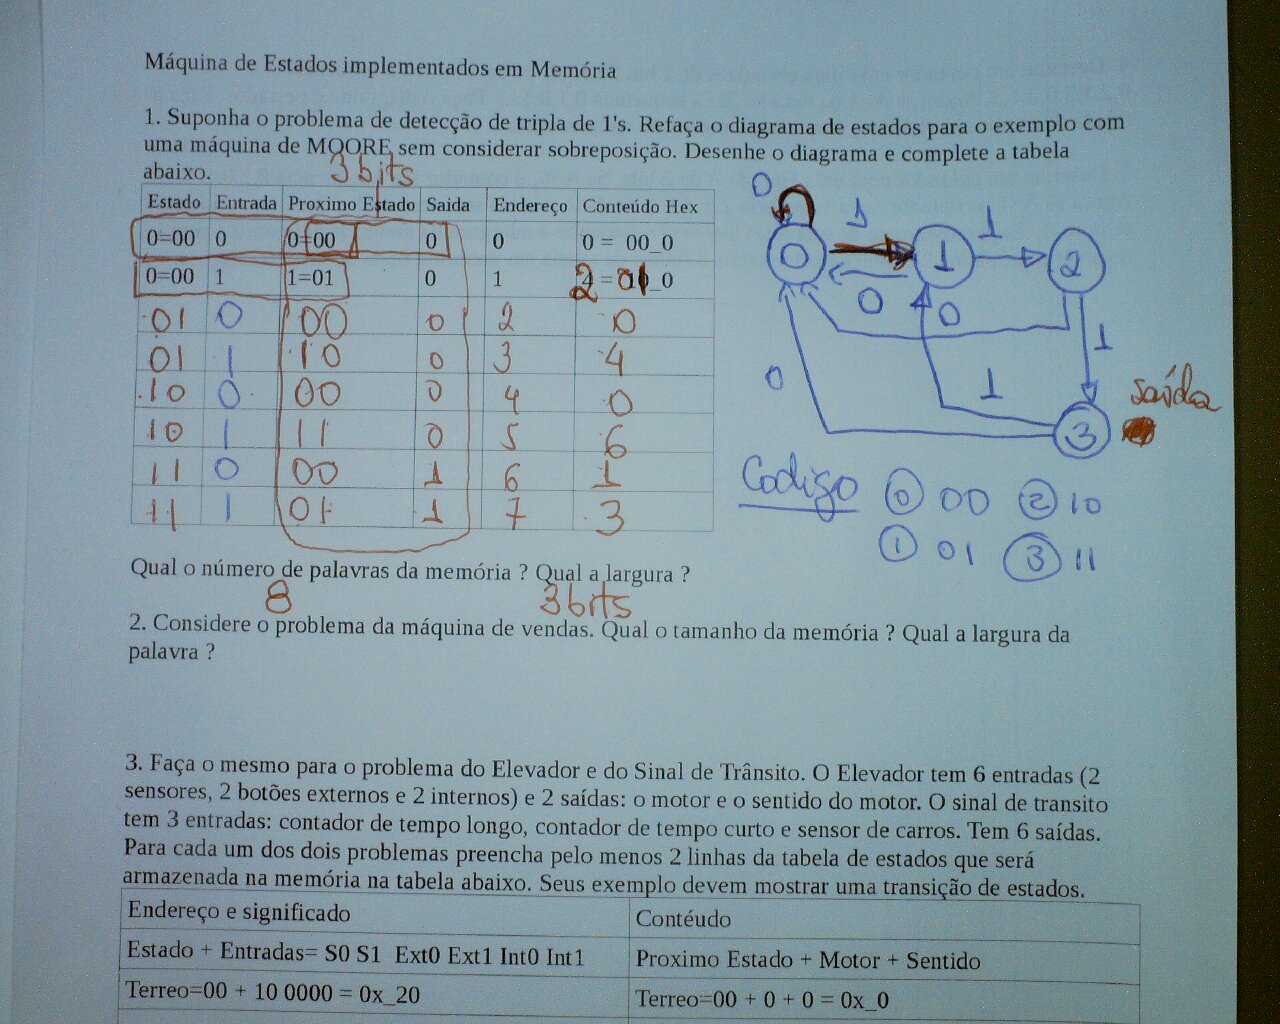 Máquina de Estados implementados em Memória
1. Suponha o problema de detecção de tripla de 1's. Refaça o diagrama de estados para o exemplo com
uma máquina de MOORE sem considerar sobreposição. Desenhe o diagrama e complete a tabela
abaixo.
3 bits
Estado Entrada Proximo Estado Saida Endereço Conteúdo Hex
0=00 0 0=00 0 0 0 = 00_0
0=00 1 1=01 0 1 2 = 01_0
01 0 00 0 2 0
01 1 10 0 3 4
10 0 00 0 4 0
10 1 11 0 5 6
11 0 00 1 6 1
11 1 01 1 7 3
0 1 1
0 1 2
0 0 1
0 1 saída
3
Codigo 0 00 2 10
1 01 3 11
Qual o número de palavras da memória ? Qual a largura ?
8 3 bits
2. Considere o problema da máquina de vendas. Qual o tamanho da memória ? Qual a largura da
palavra ?
3. Faça o mesmo para o problema do Elevador e do Sinal de Trânsito. O Elevador tem 6 entradas (2
sensores, 2 botões externos e 2 internos) e 2 saídas: o motor e o sentido do motor. O sinal de transito
tem 3 entradas: contador de tempo longo, contador de tempo curto e sensor de carros. Tem 6 saídas.
Para cada um dos dois problemas preencha pelo menos 2 linhas da tabela de estados que será
armazenada na memória na tabela abaixo. Seus exemplo devem mostrar uma transição de estados.
Endereço e significado Contéudo
Estado + Entradas= S0 S1 Ext0 Ext1 Int0 Int1 Proximo Estado + Motor + Sentido
Terreo=00 + 10 0000 = 0x_20 Terreo=00 + 0 + 0 = 0x_0